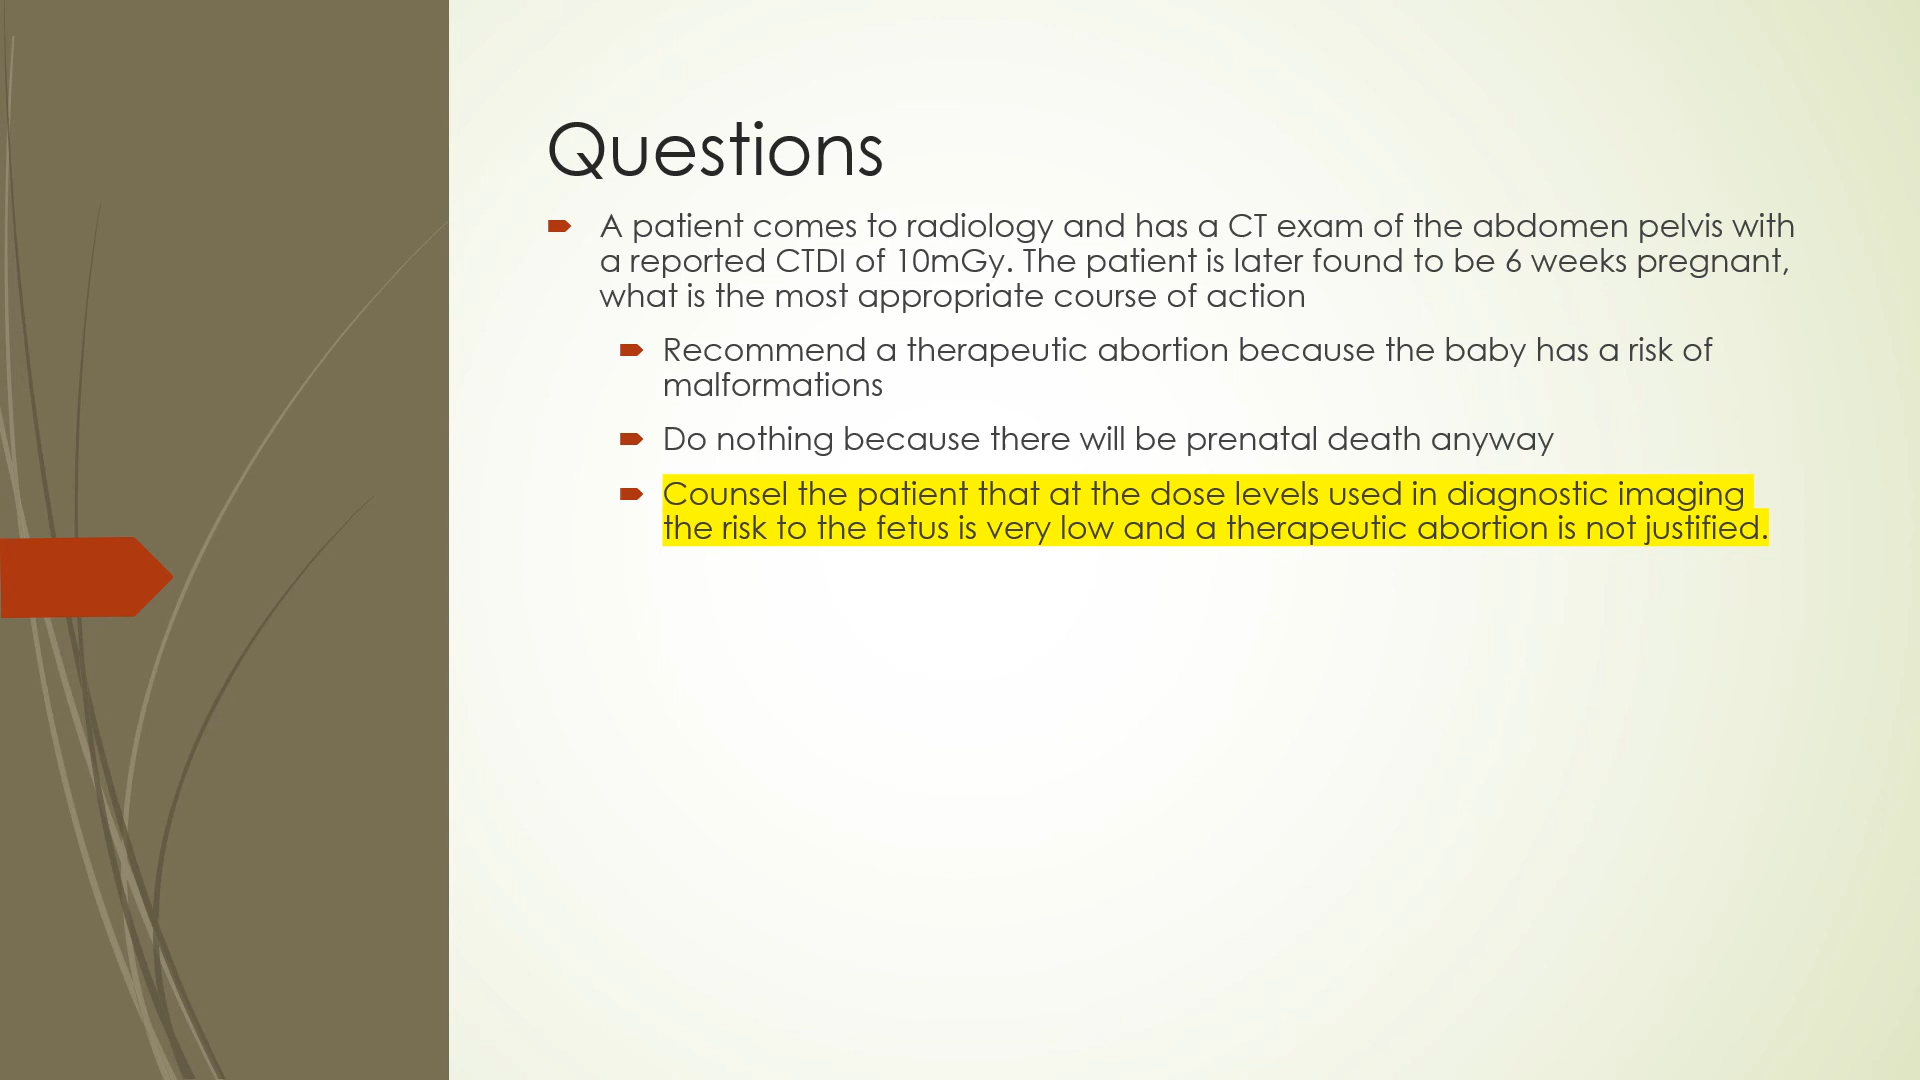 Questions
A patient comes to radiology and has a CT exam of the abdomen pelvis with
a reported CTDI of 10mGy. The patient is later found to be 6 weeks pregnant,
what is the most appropriate course of action
Recommend a therapeutic abortion because the baby has a risk of
malformations
Do nothing because there will be prenatal death anyway
Counsel the patient that at the dose levels used in diagnostic imaging
the risk to the fetus is very low and a therapeutic abortion is not justified.